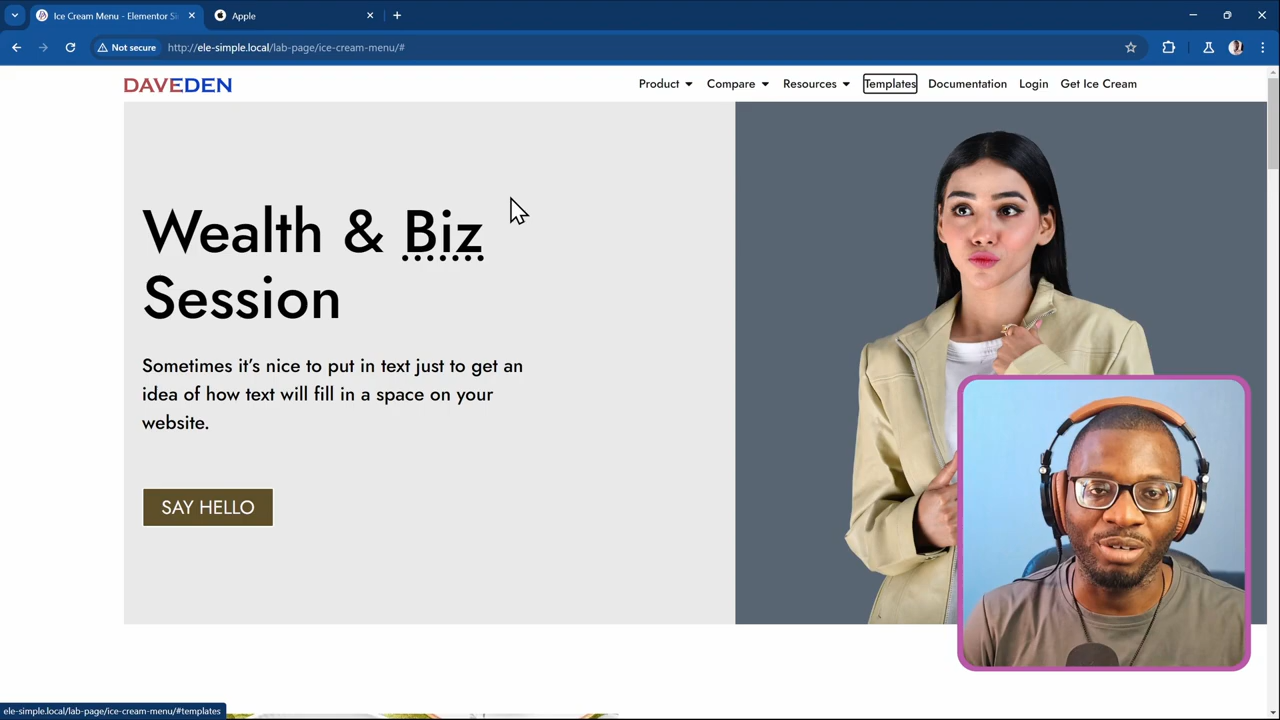 Ice Cream Menu - Elementor Si
Apple
Not secure
http://ele-simple.local/lab-page/ice-cream-menu/#
DAVEDEN
Product
Compare
Resources
Templates
Documentation
Login
Get Ice Cream
Wealth & Biz
Session
Sometimes it's nice to put in text just to get an
idea of how text will fill in a space on your
website.
SAY HELLO
ele-simple.local/lab-page/ice-cream-menu/#templates